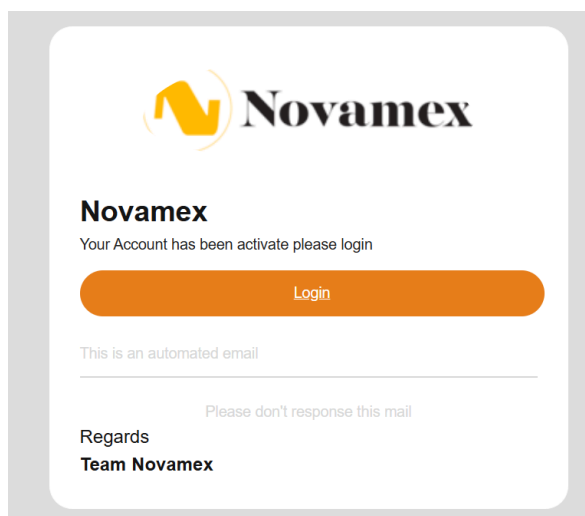 Novamex
Novamex
Your Account has been activate please login
Login
This is an automated email
Please don't response this mail
Regards
Team Novamex